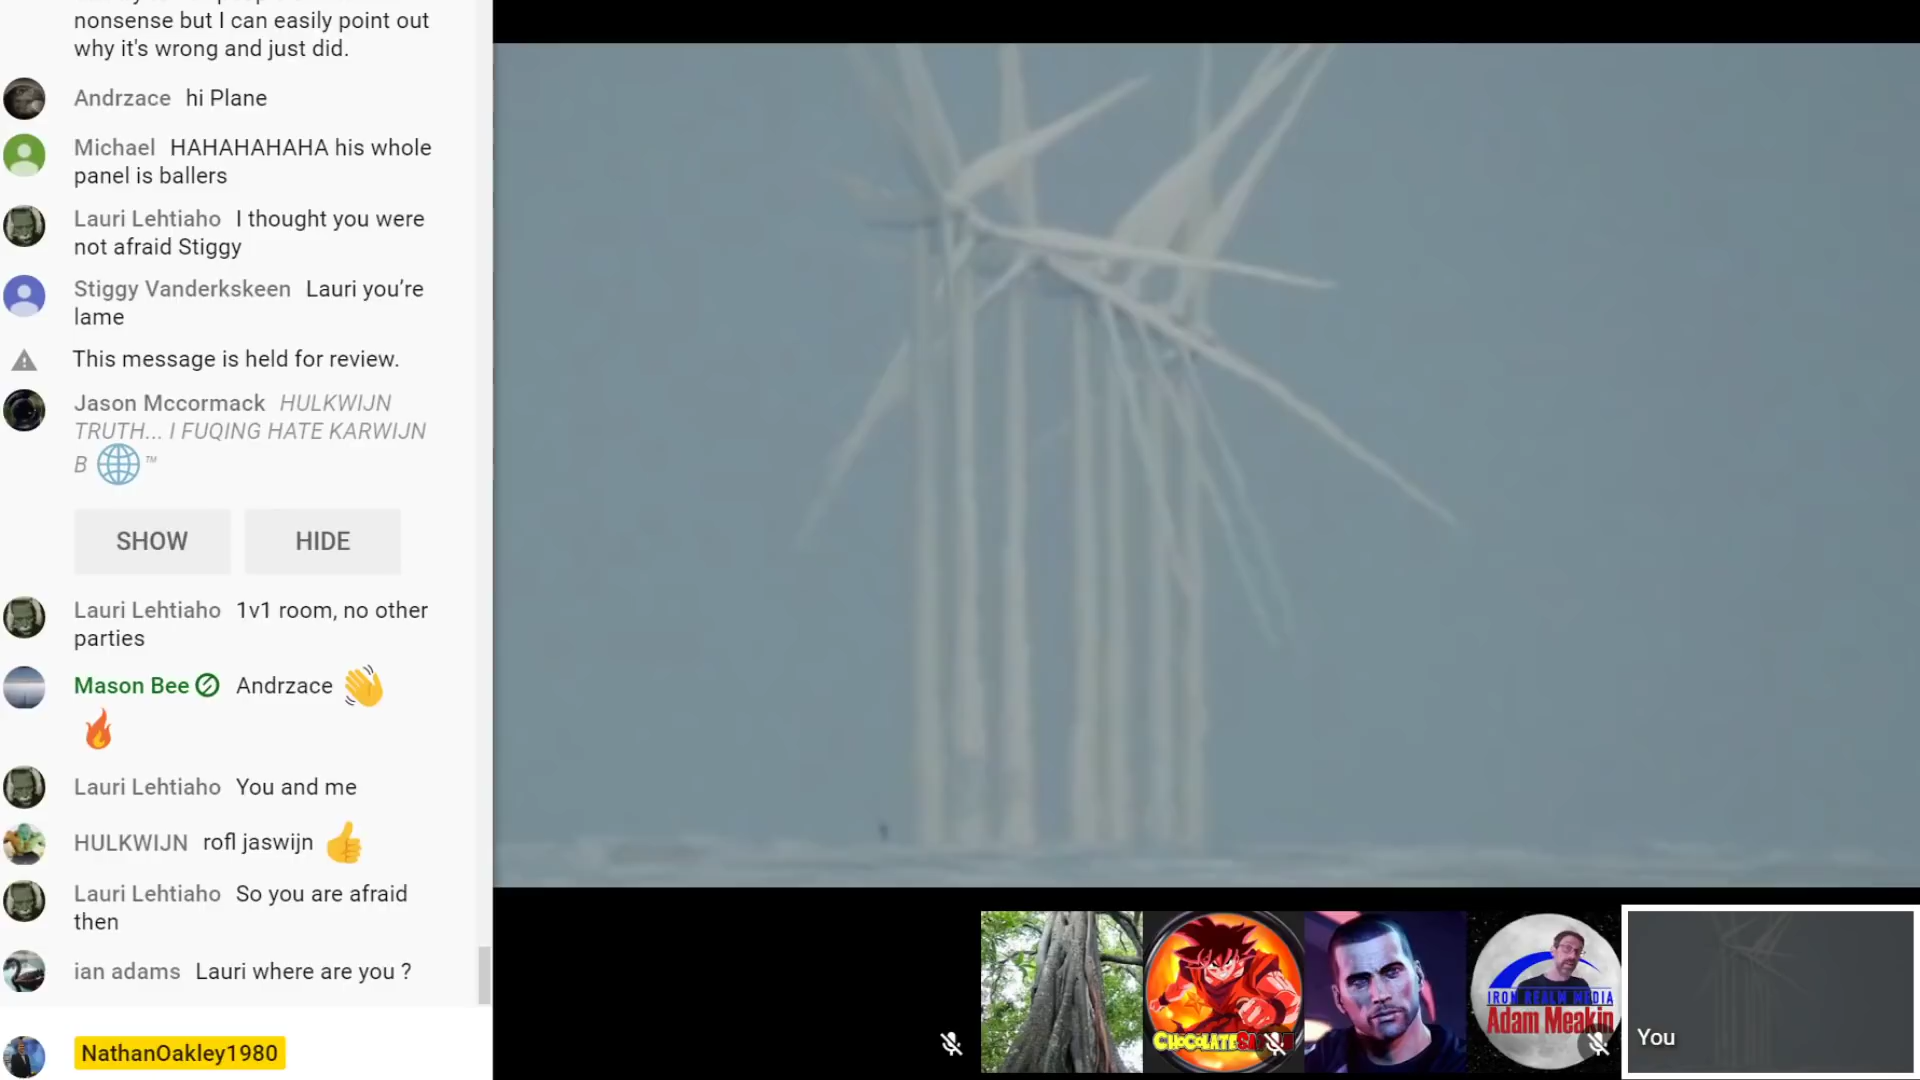 nonsense but I can easily point out
why it's wrong and just did.
Andrzace hi Plane
Michael HAHAHAHAHA his whole
panel is ballers
Lauri Lehtiaho I thought you were
not afraid Stiggy
Stiggy Vanderkskeen Lauri you’re
lame
This message is held for review.
Jason Mccormack HULKWIJN
TRUTH... I FUQING HATE KARWIJN
B 🌐™
SHOW HIDE
Lauri Lehtiaho 1v1 room, no other
parties
Mason Bee Andrzace 👋
🔥
Lauri Lehtiaho You and me
HULKWIJN rofl jaswijn 👍
Lauri Lehtiaho So you are afraid
then
ian adams Lauri where are you ?
NathanOakley1980
IRON REALM MEDIA
Adam Meakin
You